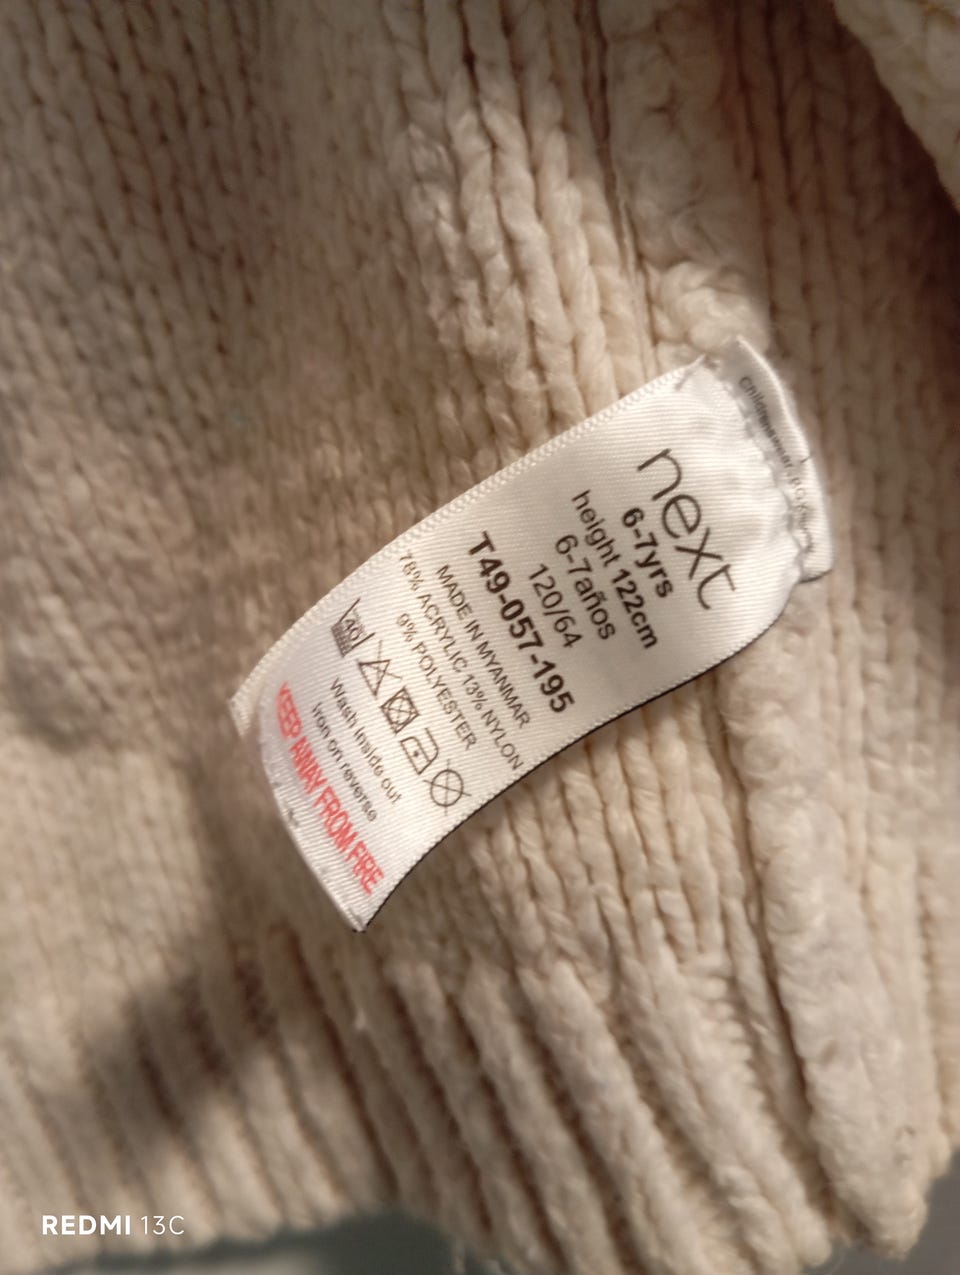 next
6-7yrs
height 122cm
6-7años
120/64
T49-057-195
MADE IN MYANMAR
78% ACRYLIC 13% NYLON
9% POLYESTER
40
Wash inside out
Iron on reverse
KEEP AWAY FROM FIRE
REDMI 13C